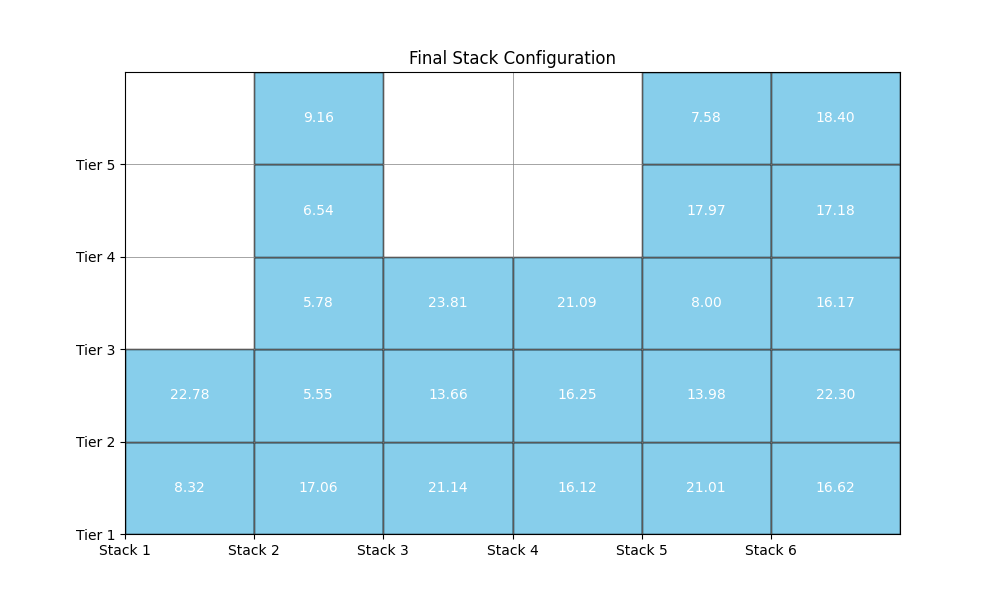 Final Stack Configuration
9.16 7.58 18.40
Tier 5
6.54 17.97 17.18
Tier 4
5.78 23.81 21.09 8.00 16.17
Tier 3
22.78 5.55 13.66 16.25 13.98 22.30
Tier 2
8.32 17.06 21.14 16.12 21.01 16.62
Tier 1
Stack 1 Stack 2 Stack 3 Stack 4 Stack 5 Stack 6